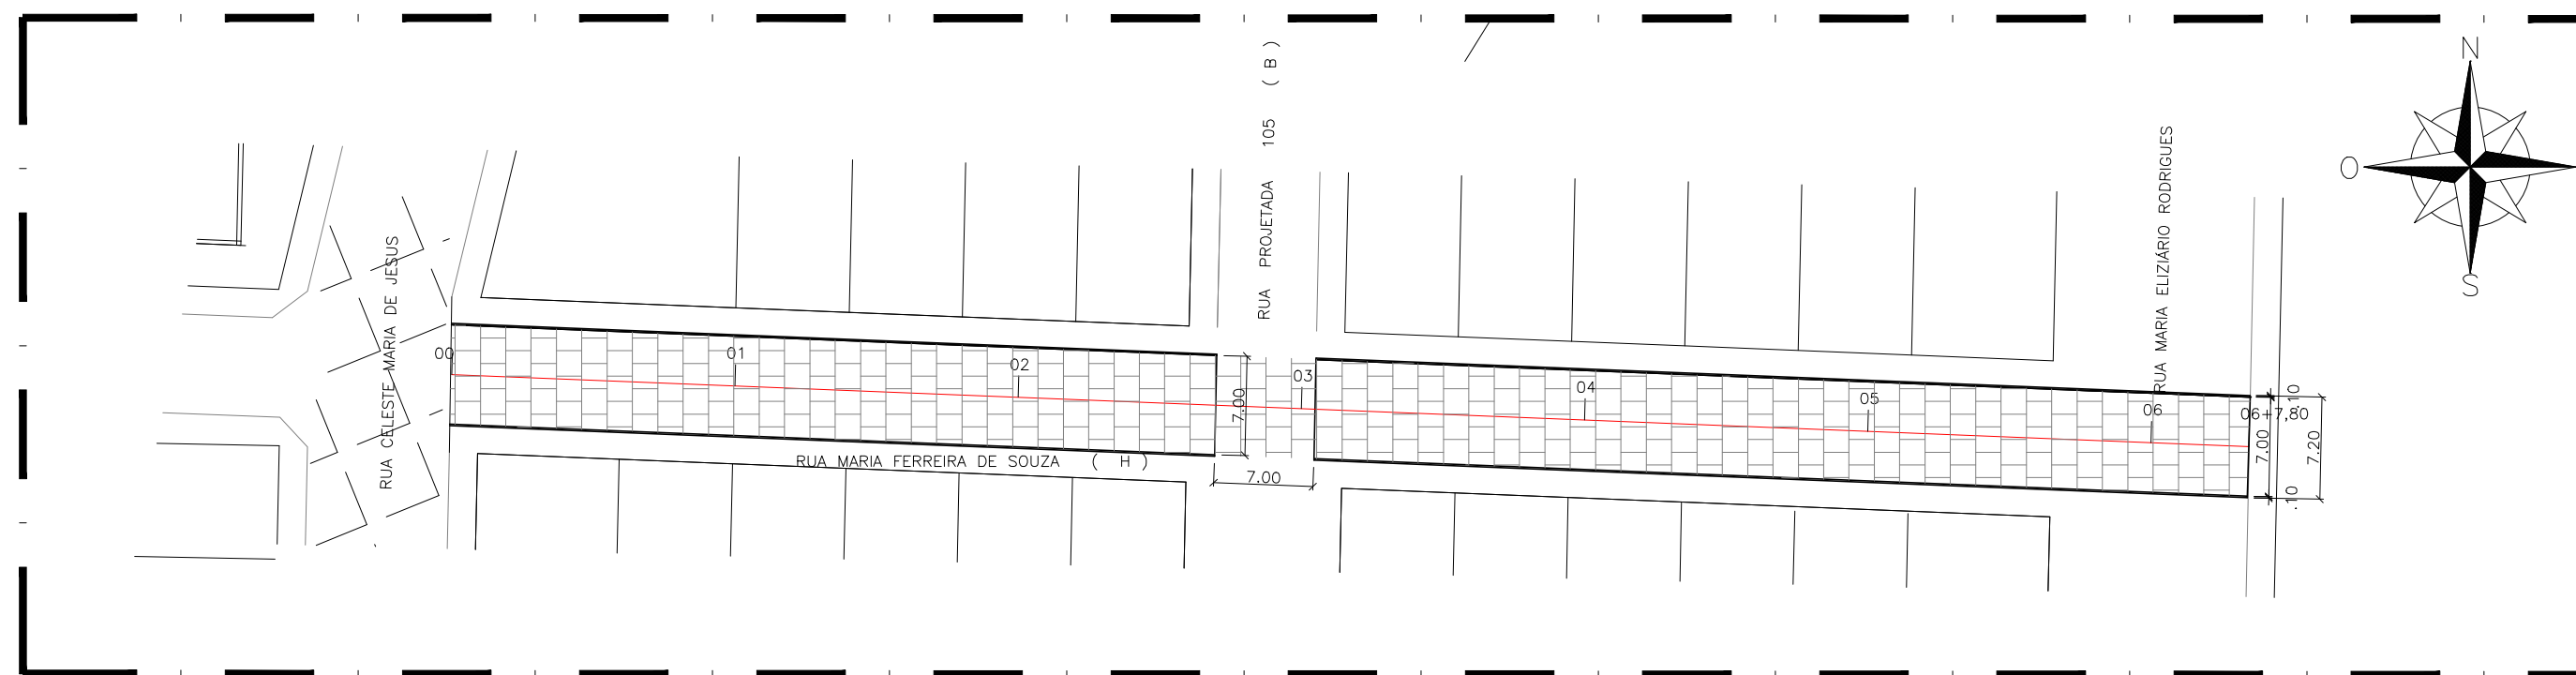 N
O
S
RUA PROJETADA 105 ( B )
RUA MARIA ELIZIÁRIO RODRIGUES
RUA CELESTE MARIA DE JESUS
00
01
02
03
04
05
06
06+7,80
7.00
7.00
.10
7.00
7.20
.10
RUA MARIA FERREIRA DE SOUZA ( H )